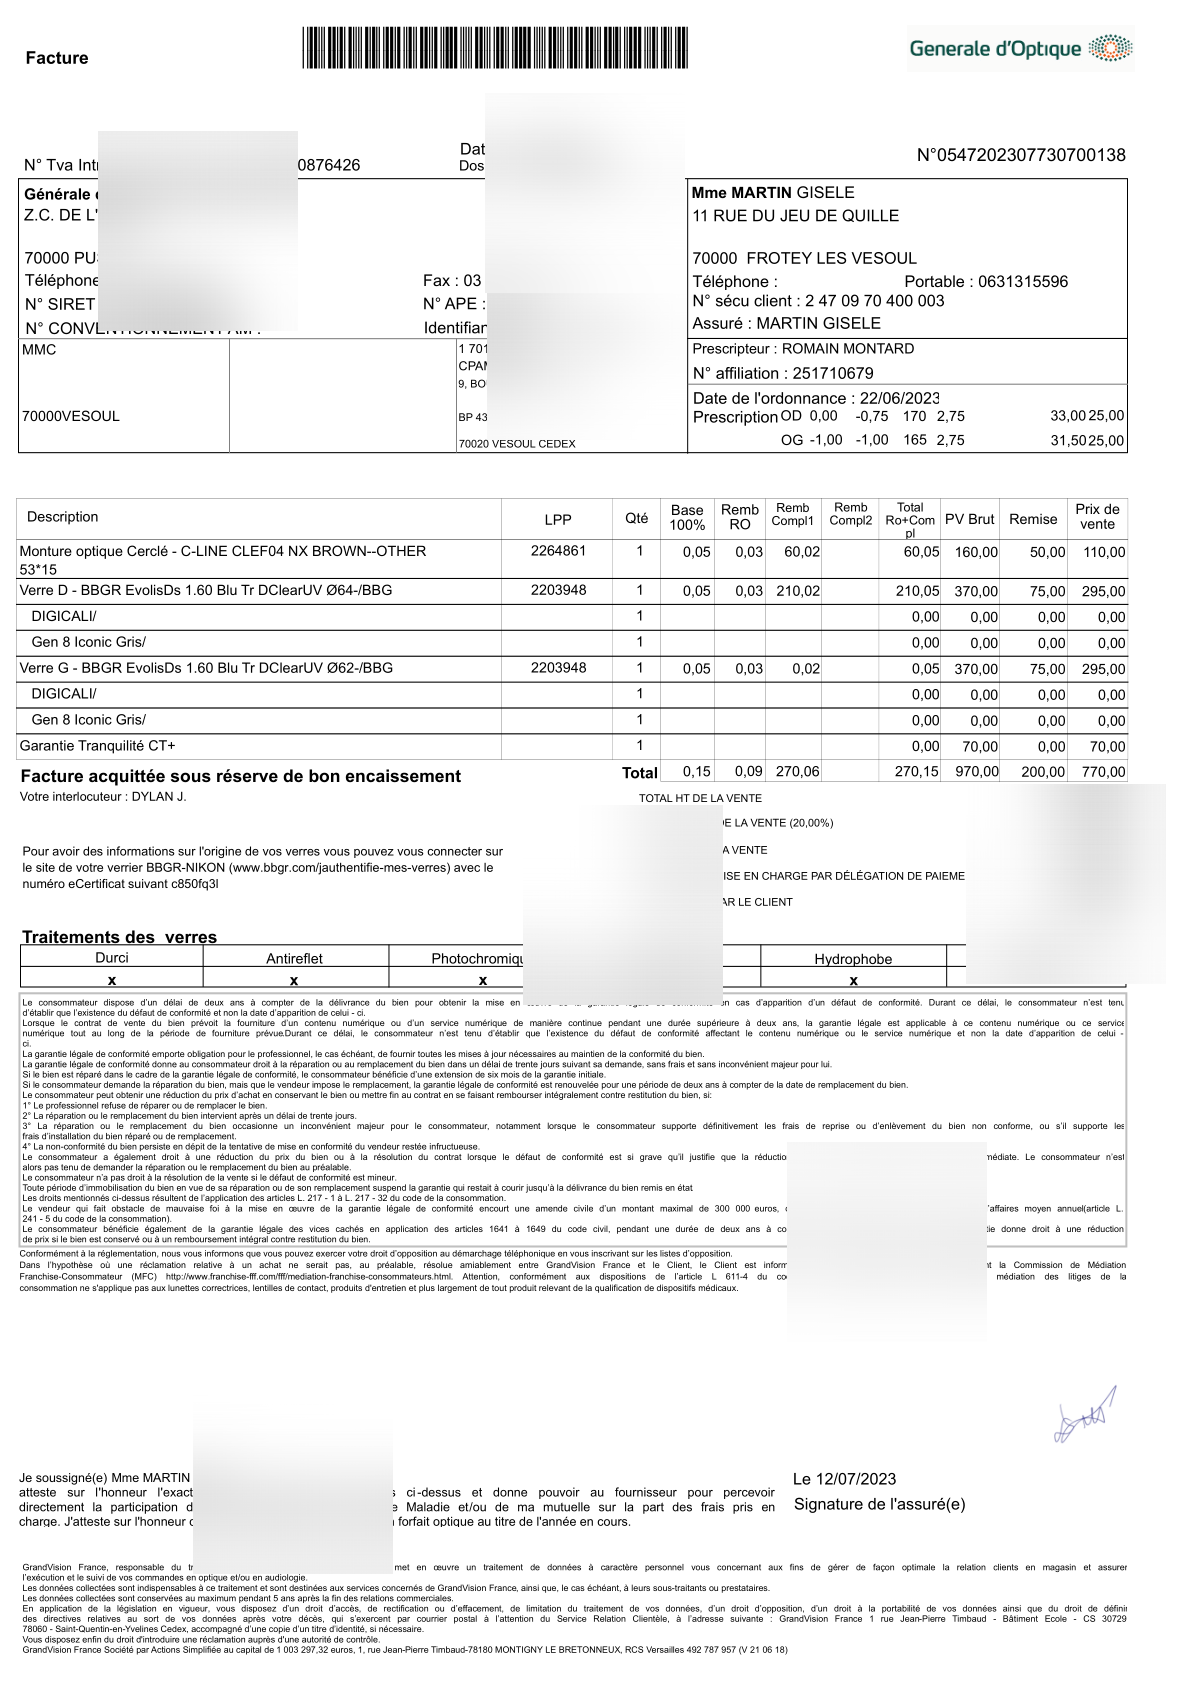 Facture
Generale d'Optique
N° Tva 0876426
N°0547202307730700138
Générale
Z.C. DE
70000
Téléphone
Fax : 03
N° SIRET
N° APE :
N° CONVENTIONNEMENT AM :
Mme MARTIN GISELE
11 RUE DU JEU DE QUILLE
70000 FROTEY LES VESOUL
Téléphone : Portable : 0631315596
N° sécu client : 2 47 09 70 400 003
Assuré : MARTIN GISELE
MMC
70000VESOUL
1 701
9,
BP 43
70020 VESOUL CEDEX
Prescripteur : ROMAIN MONTARD
N° affiliation : 251710679
Date de l'ordonnance : 22/06/2023
Prescription OD 0,00 -0,75 170 2,75 33,00 25,00
OG -1,00 -1,00 165 2,75 31,50 25,00
Description LPP Qté Base 100% Remb RO Remb Compl1 Remb Compl2 Total Ro+Compl PV Brut Remise Prix de vente
Monture optique Cerclé - C-LINE CLEF04 NX BROWN--OTHER 2264861 1 0,05 0,03 60,02 60,05 160,00 50,00 110,00
53*15
Verre D - BBGR EvolisDs 1.60 Blu Tr DClearUV Ø64-/BBG 2203948 1 0,05 0,03 210,02 210,05 370,00 75,00 295,00
DIGICALI/ 1 0,00 0,00 0,00 0,00
Gen 8 Iconic Gris/ 1 0,00 0,00 0,00 0,00
Verre G - BBGR EvolisDs 1.60 Blu Tr DClearUV Ø62-/BBG 2203948 1 0,05 0,03 0,02 0,05 370,00 75,00 295,00
DIGICALI/ 1 0,00 0,00 0,00 0,00
Gen 8 Iconic Gris/ 1 0,00 0,00 0,00 0,00
Garantie Tranquilité CT+ 1 0,00 70,00 0,00 70,00
Facture acquittée sous réserve de bon encaissement
Total 0,15 0,09 270,06 270,15 970,00 200,00 770,00
Votre interlocuteur : DYLAN J.
TOTAL HT DE LA VENTE
LA VENTE (20,00%)
VENTE
EN CHARGE PAR DÉLÉGATION DE
LE CLIENT
Pour avoir des informations sur l'origine de vos verres vous pouvez vous connecter sur
le site de votre verrier BBGR-NIKON (www.bbgr.com/jauthentifie-mes-verres) avec le
numéro eCertificat suivant c850fq3l
Traitements des verres
Durci Antireflet Photochromique Hydrophobe
x x x x
Le consommateur dispose d'un délai de deux ans à compter de la délivrance du bien pour obtenir la mise en œuvre de la garantie légale de conformité en cas d'apparition d'un défaut de conformité. Durant ce délai, le consommateur n'est tenu
d'établir que l'existence du défaut de conformité et non la date d'apparition de celui - ci.
Lorsque le contrat de vente du bien prévoit la fourniture d'un contenu numérique ou d'un service numérique de manière continue pendant une durée supérieure à deux ans, la garantie légale est applicable à ce contenu numérique ou ce service
numérique tout au long de la période de fourniture prévue.Durant ce délai, le consommateur n'est tenu d'établir que l'existence du défaut de conformité affectant le contenu numérique ou le service numérique et non la date d'apparition de celui -
ci.
La garantie légale de conformité emporte obligation pour le professionnel, le cas échéant, de fournir toutes les mises à jour nécessaires au maintien de la conformité du bien.
La garantie légale de conformité donne au consommateur droit à la réparation ou au remplacement du bien dans un délai de trente jours suivant sa demande, sans frais et sans inconvénient majeur pour lui.
Si le bien est réparé dans le cadre de la garantie légale de conformité, le consommateur bénéficie d'une extension de six mois de la garantie initiale.
Si le consommateur demande la réparation du bien, mais que le vendeur impose le remplacement, la garantie légale de conformité est renouvelée pour une période de deux ans à compter de la date de remplacement du bien.
Le consommateur peut obtenir une réduction du prix d'achat en conservant le bien ou mettre fin au contrat en se faisant rembourser intégralement contre restitution du bien, si:
1° Le professionnel refuse de réparer ou de remplacer le bien.
2° La réparation ou le remplacement du bien intervient après un délai de trente jours.
3° La réparation ou le remplacement du bien occasionne un inconvénient majeur pour le consommateur, notamment lorsque le consommateur supporte définitivement les frais de reprise ou d'enlèvement du bien non conforme, ou s'il supporte les
frais d'installation du bien réparé ou de remplacement.
4° La non-conformité du bien persiste en dépit de la tentative de mise en conformité du vendeur restée infructueuse.
Le consommateur a également droit à une réduction du prix du bien ou à la résolution du contrat lorsque le défaut de conformité est si grave qu'il justifie que la Le consommateur n'est
alors pas tenu de demander la réparation ou le remplacement du bien au préalable.
Le consommateur n'a pas droit à la résolution de la vente si le défaut de conformité est mineur.
Toute période d'immobilisation du bien en vue de sa réparation ou de son remplacement suspend la garantie qui restait à courir jusqu'à la délivrance du bien remis en état
Les droits mentionnés ci-dessus résultent de l'application des articles L. 217 - 1 à L. 217 - 32 du code de la consommation.
Le vendeur qui fait obstacle de mauvaise foi à la mise en œuvre de la garantie légale de conformité encourt une amende civile d'un montant maximal de 300 000 euros, d'affaires moyen annuel(article L.
241 - 5 du code de la consommation).
Le consommateur bénéficie également de la garantie légale des vices cachés en application des articles 1641 à 1649 du code civil, pendant une durée de deux ans à donne droit à une réduction
de prix si le bien est conservé ou à un remboursement intégral contre restitution du bien.
Conformément à la réglementation, nous vous informons que vous pouvez exercer votre droit d'opposition au démarchage téléphonique en vous inscrivant sur les listes d'opposition.
Dans l'hypothèse où une réclamation relative à un achat ne serait pas, au préalable, résolue amiablement entre GrandVision France et le Client, le Client est la Commission de Médiation
Franchise-Consommateur (MFC) http://www.franchise-fff.com/fff/mediation-franchise-consommateurs.html. Attention, conformément aux dispositions de l'article L 611-4 du médiation des litiges de la
consommation ne s'applique pas aux lunettes correctrices, lentilles de contact, produits d'entretien et plus largement de tout produit relevant de la qualification de dispositifs médicaux.
Je soussigné(e) Mme MARTIN
atteste sur l'honneur ci-dessus et donne pouvoir au fournisseur pour percevoir
directement la participation Maladie et/ou de ma mutuelle sur la part des frais pris en
charge. J'atteste sur l'honneur forfait optique au titre de l'année en cours.
Le 12/07/2023
Signature de l'assuré(e)
GrandVision France, responsable du met en œuvre un traitement de données à caractère personnel vous concernant aux fins de gérer de façon optimale la relation clients en magasin et assurer
l'exécution et le suivi de vos commandes en optique et/ou en audiologie.
Les données collectées sont indispensables à ce traitement et sont destinées aux services concernés de GrandVision France, ainsi que, le cas échéant, à leurs sous-traitants ou prestataires.
Les données collectées sont conservées au maximum pendant 5 ans après la fin des relations commerciales.
En application de la législation en vigueur, vous disposez d'un droit d'accès, de rectification ou d'effacement, de limitation du traitement de vos données, d'un droit d'opposition, d'un droit à la portabilité de vos données ainsi que du droit de définir
des directives relatives au sort de vos données après votre décès, qui s'exercent par courrier postal à l'attention du Service Relation Clientèle, à l'adresse suivante : GrandVision France 1 rue Jean-Pierre Timbaud - Bâtiment Ecole - CS 30729
78060 - Saint-Quentin-en-Yvelines Cedex, accompagné d'une copie d'un titre d'identité, si nécessaire.
Vous disposez enfin du droit d'introduire une réclamation auprès d'une autorité de contrôle.
GrandVision France Société par Actions Simplifiée au capital de 1 003 297,32 euros, 1, rue Jean-Pierre Timbaud-78180 MONTIGNY LE BRETONNEUX, RCS Versailles 492 787 957 (V 21 06 18)